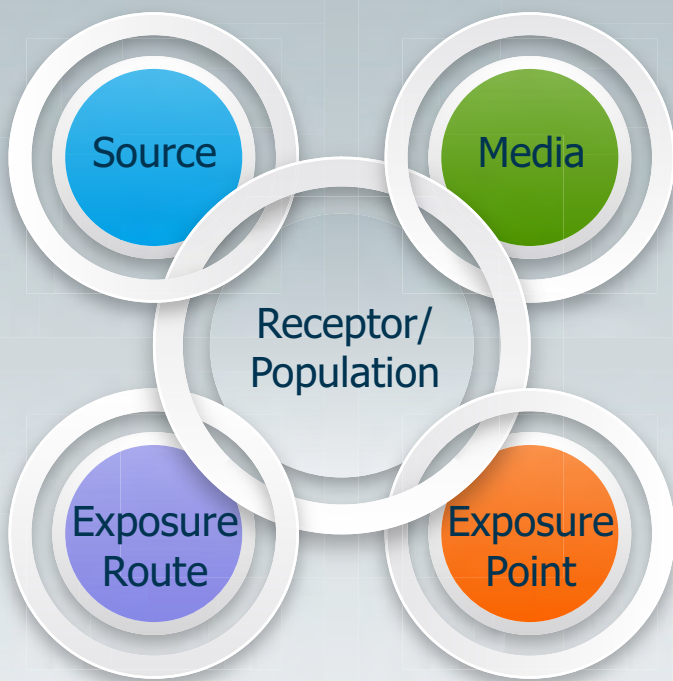 Source
Media
Receptor/
Population
Exposure
Route
Exposure
Point